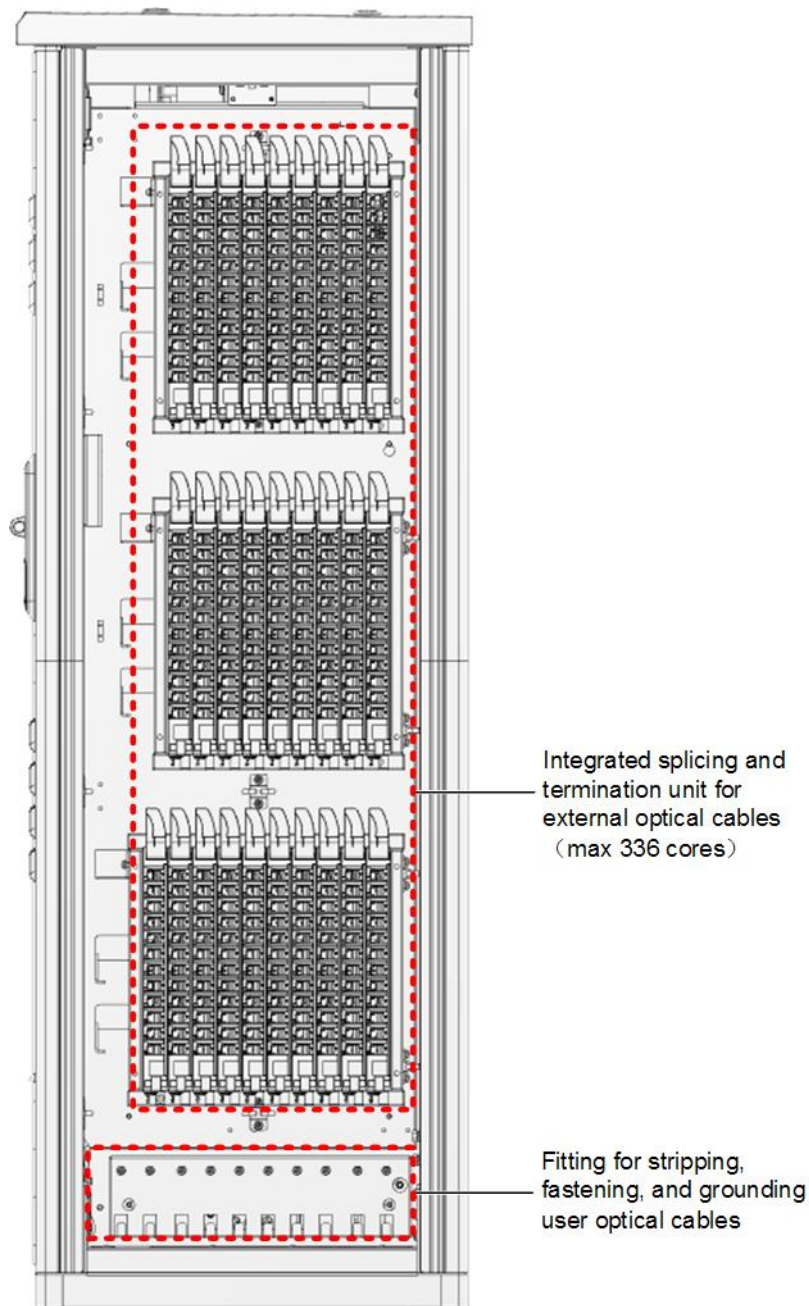 Integrated splicing and
termination unit for
external optical cables
（max 336 cores）
Fitting for stripping,
fastening, and grounding
user optical cables